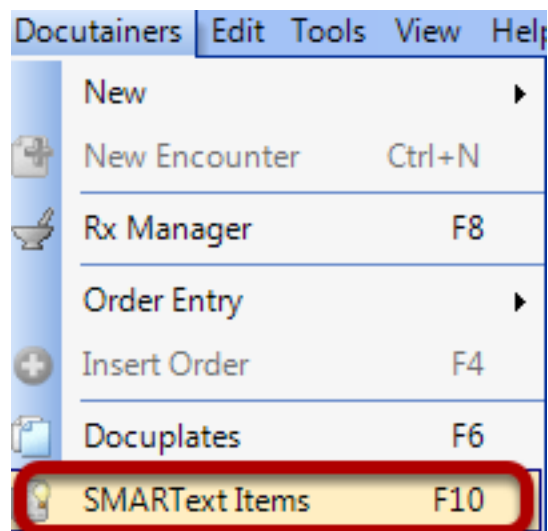 Docutainers Edit Tools View Help
New
New Encounter Ctrl+N
Rx Manager F8
Order Entry
Insert Order F4
Docuplates F6
SMARText Items F10